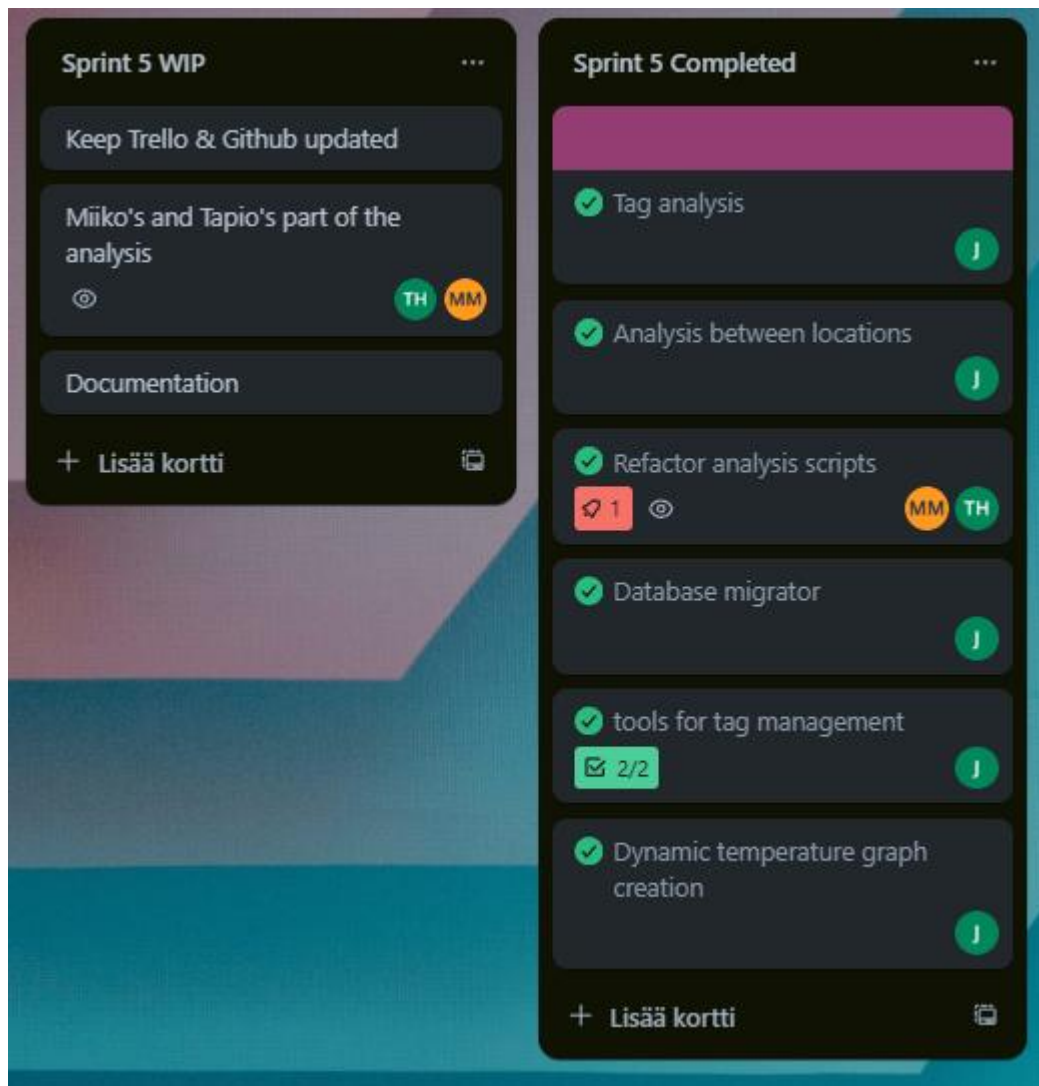 Sprint 5 WIP
Keep Trello & Github updated
Miiko's and Tapio's part of the
analysis
TH MM
Documentation
+ Lisää kortti
Sprint 5 Completed
Tag analysis
J
Analysis between locations
J
Refactor analysis scripts
1 MM TH
Database migrator
J
tools for tag management
2/2 J
Dynamic temperature graph
creation
J
+ Lisää kortti